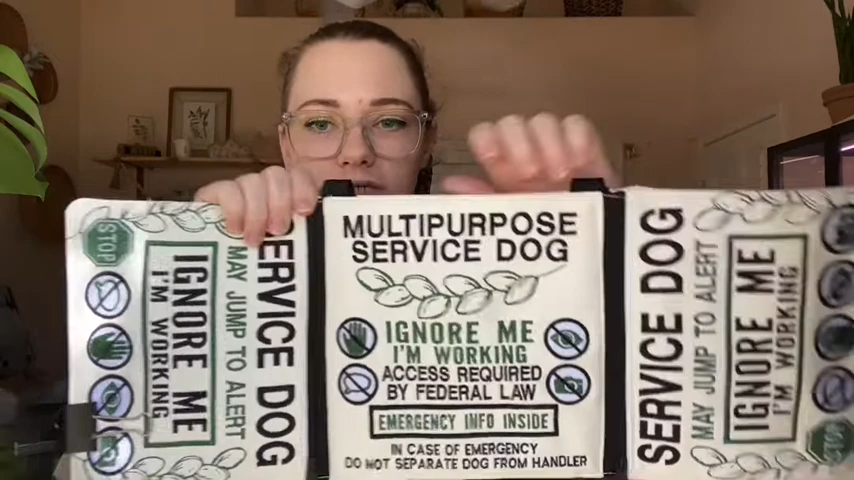 STOP
IGNORE ME
I'M WORKING
MAY JUMP TO ALERT
SERVICE DOG
MULTIPURPOSE
SERVICE DOG
IGNORE ME
I'M WORKING
ACCESS REQUIRED
BY FEDERAL LAW
EMERGENCY INFO INSIDE
IN CASE OF EMERGENCY
DO NOT SEPARATE DOG FROM HANDLER
SERVICE DOG
MAY JUMP TO ALERT
IGNORE ME
I'M WORKING
STOP